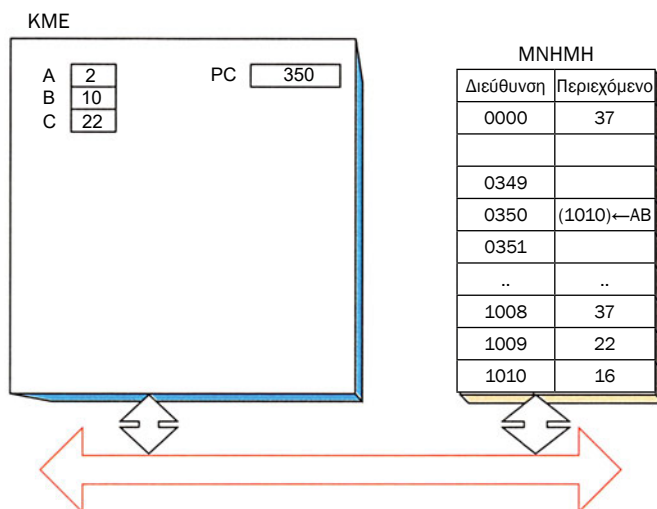 KME
A 2
B 10
C 22
PC 350
ΜΝΗΜΗ
Διεύθυνση Περιεχόμενο
0000 37
0349
0350 (1010)←AB
0351
.. ..
1008 37
1009 22
1010 16